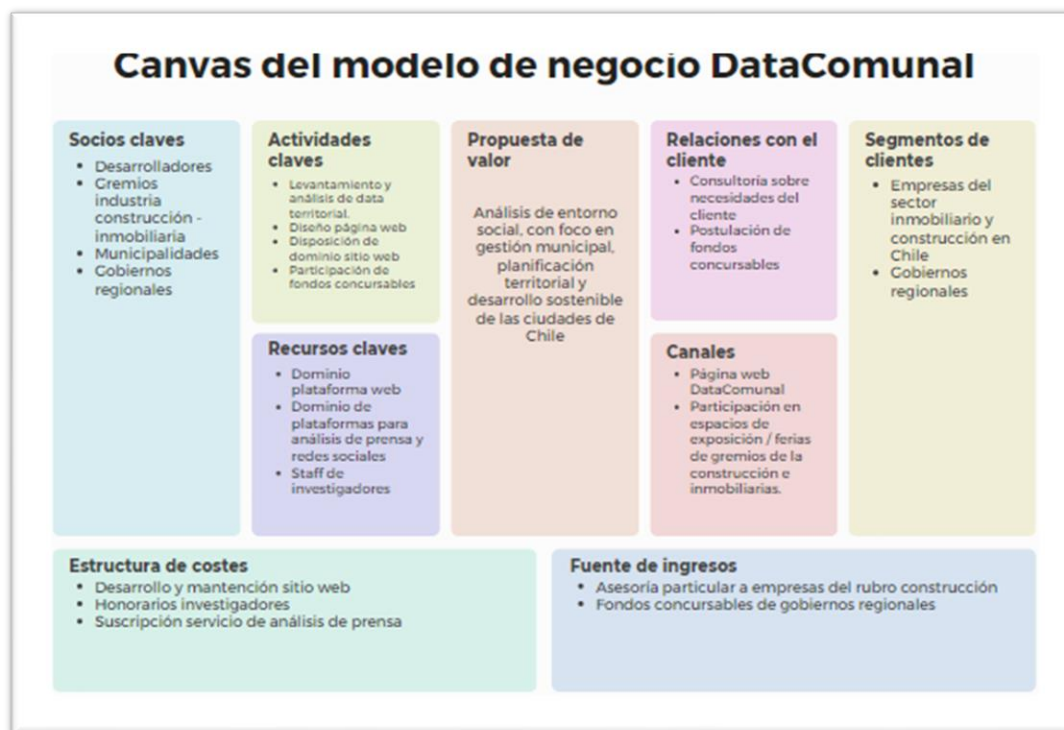 Canvas del modelo de negocio DataComunal
Socios claves
• Desarrolladores
• Gremios
industria
construcción -
inmobiliaria
• Municipalidades
• Gobiernos
regionales
Actividades
claves
• Levantamiento y
análisis de data
territorial.
• Diseño página web
• Disposición de
dominio sitio web
• Participación de
fondos concursables
Recursos claves
• Dominio
plataforma web
• Dominio de
plataformas para
análisis de prensa y
redes sociales
• Staff de
investigadores
Propuesta de
valor
Análisis de entorno
social, con foco en
gestión municipal,
planificación
territorial y
desarrollo sostenible
de las ciudades de
Chile
Relaciones con el
cliente
• Consultoría sobre
necesidades del
cliente
• Postulación de
fondos
concursables
Canales
• Página web
DataComunal
• Participación en
espacios de
exposición / ferias
de gremios de la
construcción e
inmobiliarias.
Segmentos de
clientes
• Empresas del
sector
inmobiliario y
construcción en
Chile
• Gobiernos
regionales
Estructura de costes
• Desarrollo y mantención sitio web
• Honorarios investigadores
• Suscripción servicio de análisis de prensa
Fuente de ingresos
• Asesoría particular a empresas del rubro construcción
• Fondos concursables de gobiernos regionales